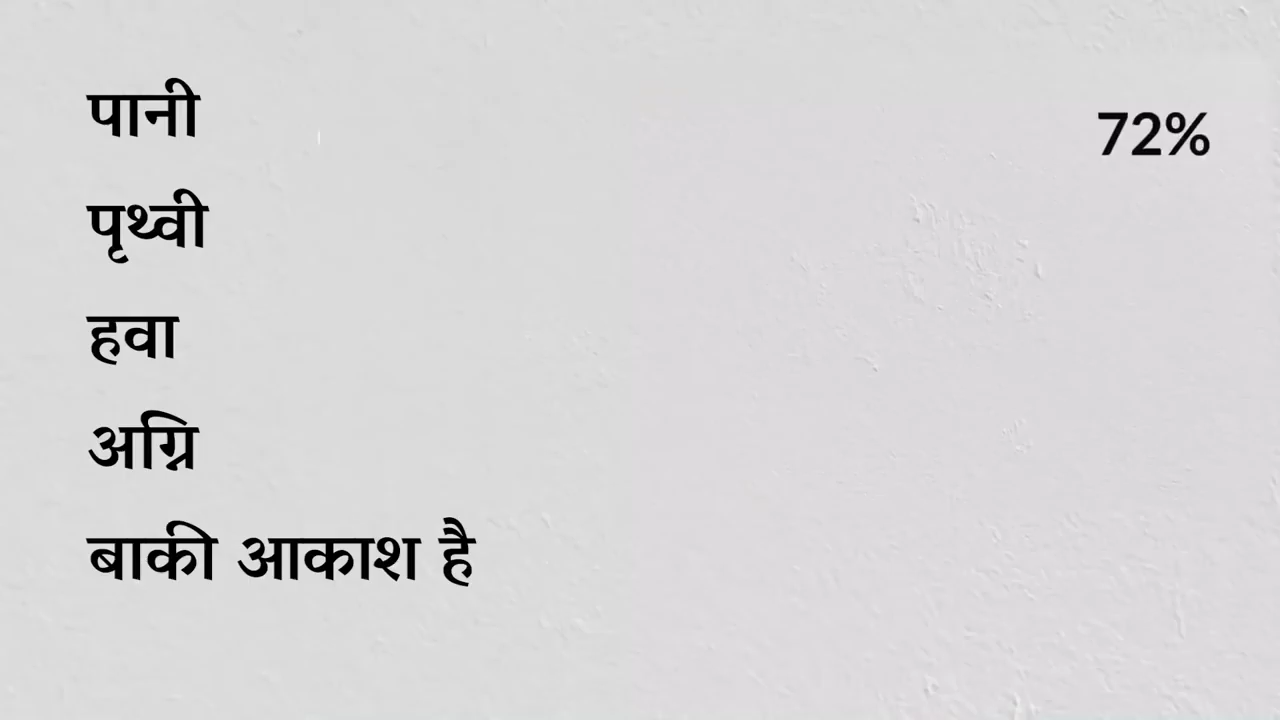 पानी 72%
पृथ्वी
हवा
अग्नि
बाकी आकाश है